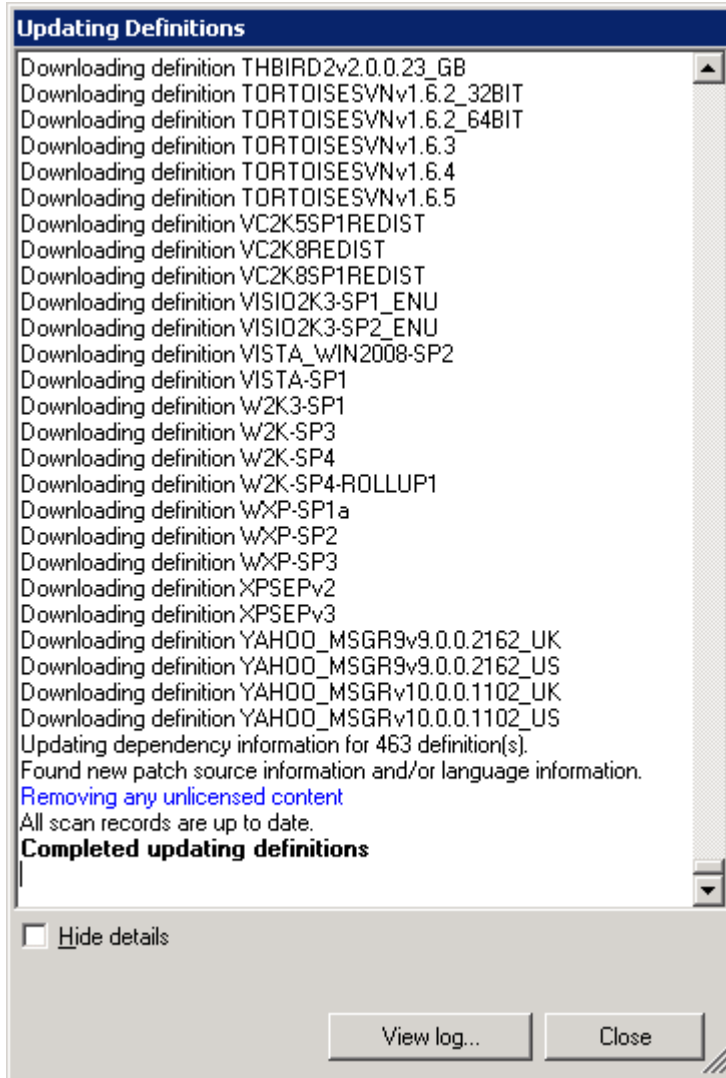 Updating Definitions
Downloading definition THBIRD2v2.0.0.23_GB
Downloading definition TORTOISESVNv1.6.2_32BIT
Downloading definition TORTOISESVNv1.6.2_64BIT
Downloading definition TORTOISESVNv1.6.3
Downloading definition TORTOISESVNv1.6.4
Downloading definition TORTOISESVNv1.6.5
Downloading definition VC2K5SP1REDIST
Downloading definition VC2K8REDIST
Downloading definition VC2K8SP1REDIST
Downloading definition VISIO2K3-SP1_ENU
Downloading definition VISIO2K3-SP2_ENU
Downloading definition VISTA_WIN2008-SP2
Downloading definition VISTA-SP1
Downloading definition W2K3-SP1
Downloading definition W2K-SP3
Downloading definition W2K-SP4
Downloading definition W2K-SP4-ROLLUP1
Downloading definition WXP-SP1a
Downloading definition WXP-SP2
Downloading definition WXP-SP3
Downloading definition XPSEPv2
Downloading definition XPSEPv3
Downloading definition YAHOO_MSGR9v9.0.0.2162_UK
Downloading definition YAHOO_MSGR9v9.0.0.2162_US
Downloading definition YAHOO_MSGRv10.0.0.1102_UK
Downloading definition YAHOO_MSGRv10.0.0.1102_US
Updating dependency information for 463 definition(s).
Found new patch source information and/or language information.
Removing any unlicensed content
All scan records are up to date.
Completed updating definitions
Hide details
View log...
Close